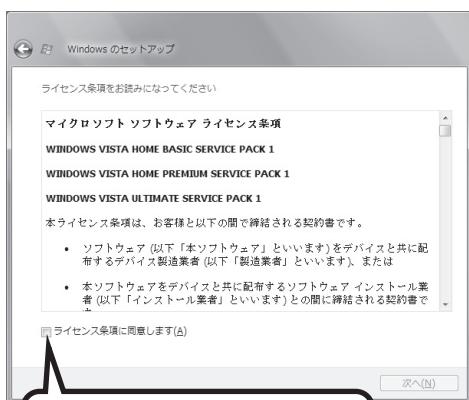 Windows のセットアップ
ライセンス条項をお読みになってください
マイクロソフト ソフトウェア ライセンス条項
WINDOWS VISTA HOME BASIC SERVICE PACK 1
WINDOWS VISTA HOME PREMIUM SERVICE PACK 1
WINDOWS VISTA ULTIMATE SERVICE PACK 1
本ライセンス条項は、お客様と以下の間で締結される契約書です。
• ソフトウェア (以下「本ソフトウェア」といいます) をデバイスと共に配
布するデバイス製造業者 (以下「製造業者」といいます)、または
• 本ソフトウェアをデバイスと共に配布するソフトウェア インストール業
者 (以下「インストール業者」といいます) との間に締結される契約書で
ライセンス条項に同意します(A)
次へ(N)